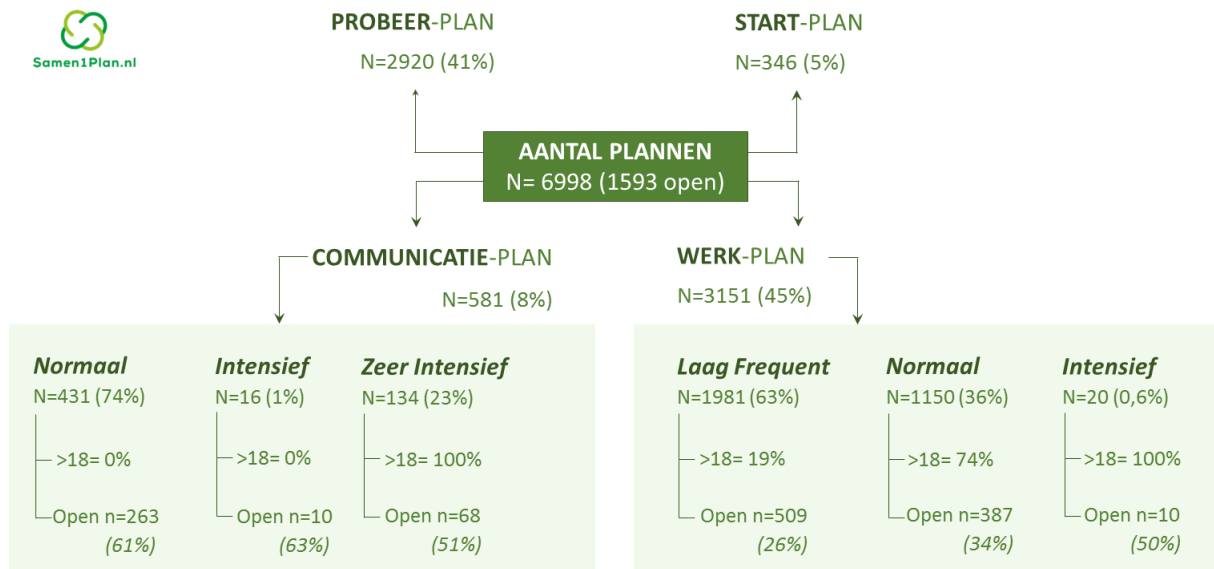 Samen1Plan.nl
PROBEER-PLAN
N=2920 (41%)
START-PLAN
N=346 (5%)
AANTAL PLANNEN
N= 6998 (1593 open)
COMMUNICATIE-PLAN
N=581 (8%)
WERK-PLAN
N=3151 (45%)
Normaal
N=431 (74%)
>18= 0%
Open n=263
(61%)
Intensief
N=16 (1%)
>18= 0%
Open n=10
(63%)
Zeer Intensief
N=134 (23%)
>18= 100%
Open n=68
(51%)
Laag Frequent
N=1981 (63%)
>18= 19%
Open n=509
(26%)
Normaal
N=1150 (36%)
>18= 74%
Open n=387
(34%)
Intensief
N=20 (0,6%)
>18= 100%
Open n=10
(50%)